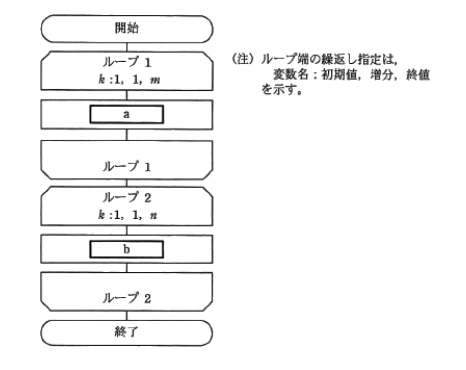 開始
ループ 1
k:1, 1, m
a
ループ 1
ループ 2
k:1, 1, n
b
ループ 2
終了
(注) ループ端の繰返し指定は,
変数名：初期値, 増分, 終値
を示す。